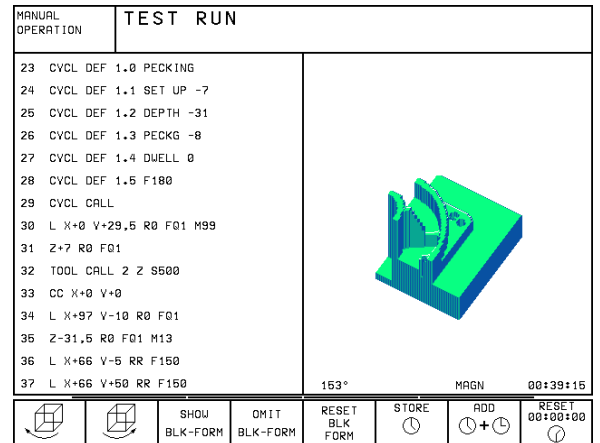 MANUAL
OPERATION
TEST RUN
23 CYCL DEF 1.0 PECKING
24 CYCL DEF 1.1 SET UP -7
25 CYCL DEF 1.2 DEPTH -31
26 CYCL DEF 1.3 PECKG -8
27 CYCL DEF 1.4 DWELL 0
28 CYCL DEF 1.5 F180
29 CYCL CALL
30 L X+0 V+29,5 R0 FQ1 M99
31 Z+7 R0 FQ1
32 TOOL CALL 2 Z S500
33 CC X+0 V+0
34 L X+97 V-10 R0 FQ1
35 Z-31,5 R0 FQ1 M13
36 L X+66 V-5 RR F150
37 L X+66 V+50 RR F150
153° MAGN 00:39:15
SHOW
BLK-FORM
OMIT
BLK-FORM
RESET
BLK
FORM
STORE
ADD
+
RESET
00:00:00